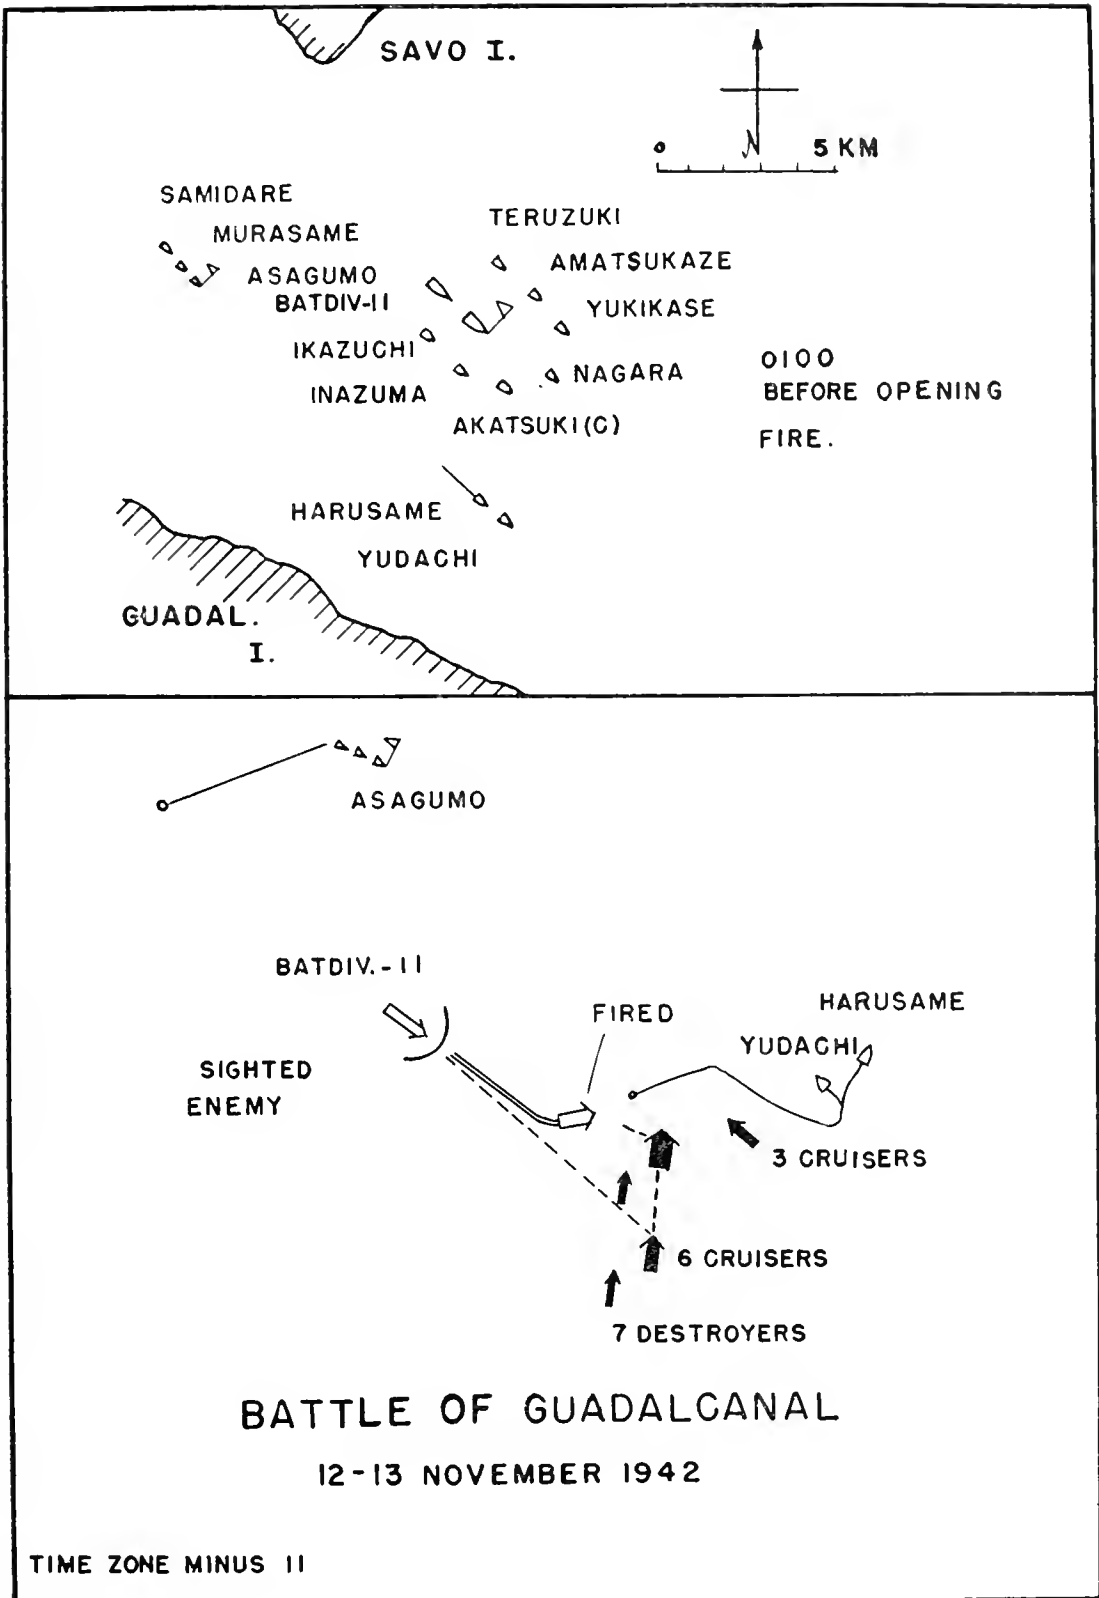 SAVO I.
N
0 5 KM
SAMIDARE
MURASAME
TERUZUKI
ASAGUMO
AMATSUKAZE
BATDIV-11
YUKIKASE
IKAZUCHI
NAGARA
INAZUMA
AKATSUKI(C)
0100
BEFORE OPENING
FIRE.
HARUSAME
YUDACHI
GUADAL.
I.
ASAGUMO
BATDIV.-11
SIGHTED
ENEMY
FIRED
HARUSAME
YUDACHI
3 CRUISERS
6 CRUISERS
7 DESTROYERS
BATTLE OF GUADALCANAL
12-13 NOVEMBER 1942
TIME ZONE MINUS 11